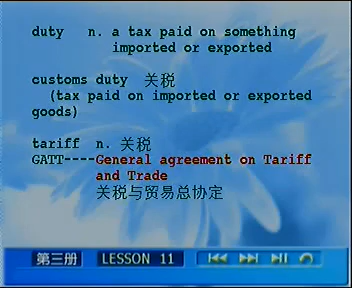 duty n. a tax paid on something
imported or exported
customs duty 关税
(tax paid on imported or exported
goods)
tariff n. 关税
GATT----General agreement on Tariff
and Trade
关税与贸易总协定
第三册 LESSON 11